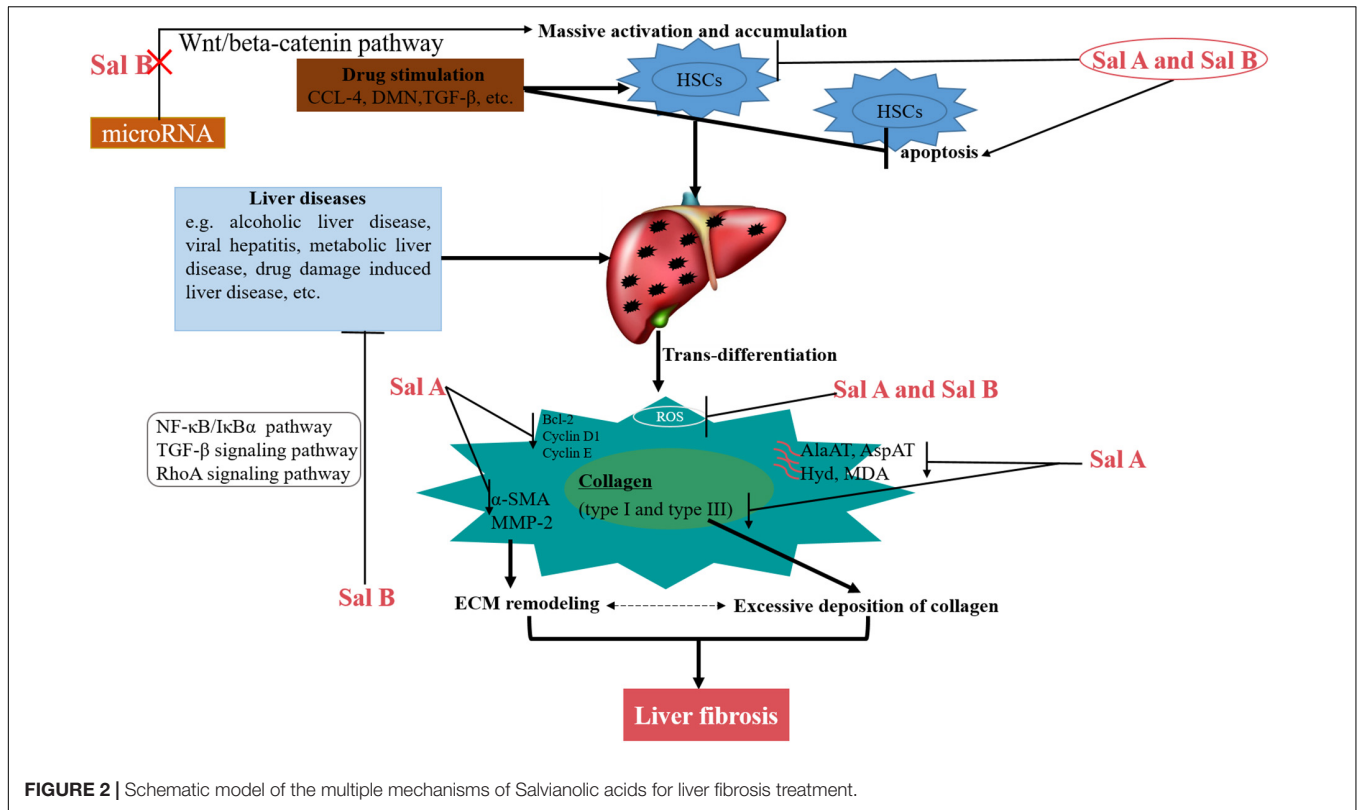 Wnt/beta-catenin pathway
Massive activation and accumulation
Sal B
Drug stimulation
CCL-4, DMN,TGF-β, etc.
microRNA
HSCs
HSCs
apoptosis
Sal A and Sal B
Liver diseases
e.g. alcoholic liver disease,
viral hepatitis, metabolic liver
disease, drug damage induced
liver disease, etc.
Trans-differentiation
Sal A
Sal A and Sal B
ROS
Bcl-2
Cyclin D1
Cyclin E
NF-κB/IκBα pathway
TGF-β signaling pathway
RhoA signaling pathway
AlaAT, AspAT
Hyd, MDA
Sal A
Collagen
(type I and type III)
α-SMA
MMP-2
Sal B
ECM remodeling
Excessive deposition of collagen
Liver fibrosis
FIGURE 2 | Schematic model of the multiple mechanisms of Salvianolic acids for liver fibrosis treatment.